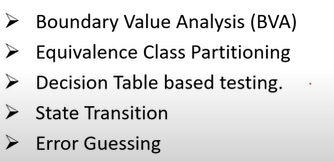 ➢ Boundary Value Analysis (BVA)
➢ Equivalence Class Partitioning
➢ Decision Table based testing.
➢ State Transition
➢ Error Guessing